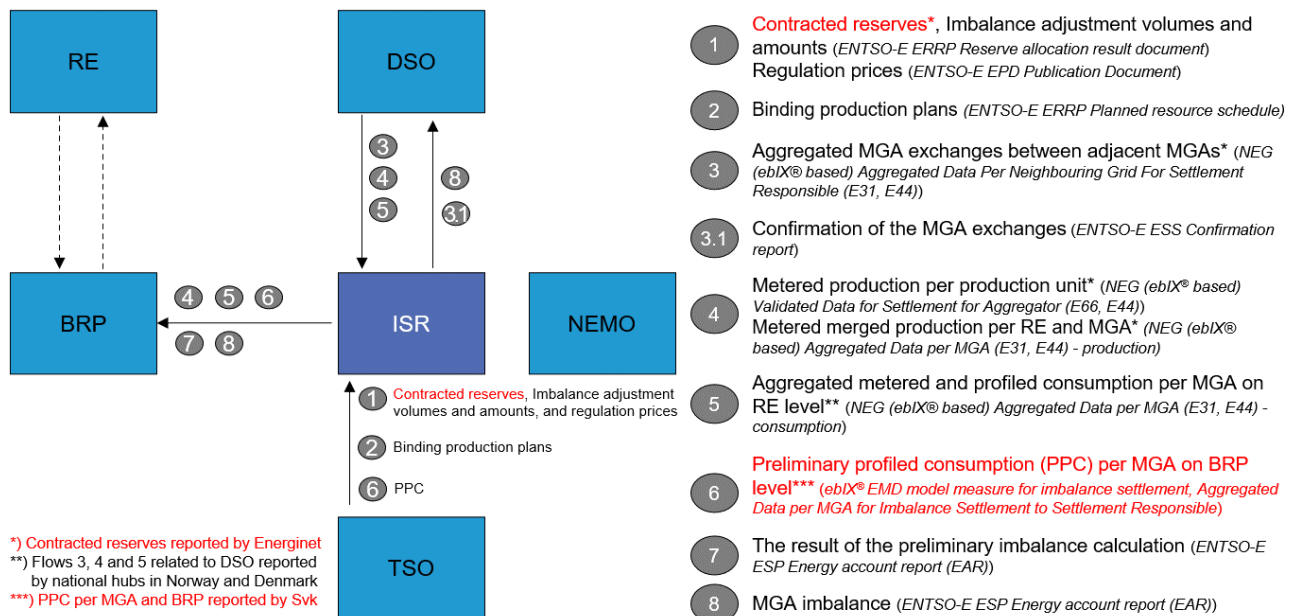 RE
DSO
3
4
5
8
3.1
BRP
4 5 6
7 8
ISR
NEMO
1 Contracted reserves, Imbalance adjustment
volumes and amounts, and regulation prices
2 Binding production plans
6 PPC
TSO
*) Contracted reserves reported by Energinet
**) Flows 3, 4 and 5 related to DSO reported
by national hubs in Norway and Denmark
***) PPC per MGA and BRP reported by Svk
1
Contracted reserves*, Imbalance adjustment volumes and
amounts (ENTSO-E ERRP Reserve allocation result document)
Regulation prices (ENTSO-E EPD Publication Document)
2
Binding production plans (ENTSO-E ERRP Planned resource schedule)
3
Aggregated MGA exchanges between adjacent MGAs* (NEG
(ebIX® based) Aggregated Data Per Neighbouring Grid For Settlement
Responsible (E31, E44))
3.1
Confirmation of the MGA exchanges (ENTSO-E ESS Confirmation
report)
4
Metered production per production unit* (NEG (ebIX® based)
Validated Data for Settlement for Aggregator (E66, E44))
Metered merged production per RE and MGA* (NEG (ebIX®
based) Aggregated Data per MGA (E31, E44) - production)
5
Aggregated metered and profiled consumption per MGA on
RE level** (NEG (ebIX® based) Aggregated Data per MGA (E31, E44) -
consumption)
6
Preliminary profiled consumption (PPC) per MGA on BRP
level*** (ebIX® EMD model measure for imbalance settlement, Aggregated
Data per MGA for Imbalance Settlement to Settlement Responsible)
7
The result of the preliminary imbalance calculation (ENTSO-E
ESP Energy account report (EAR))
8
MGA imbalance (ENTSO-E ESP Energy account report (EAR))